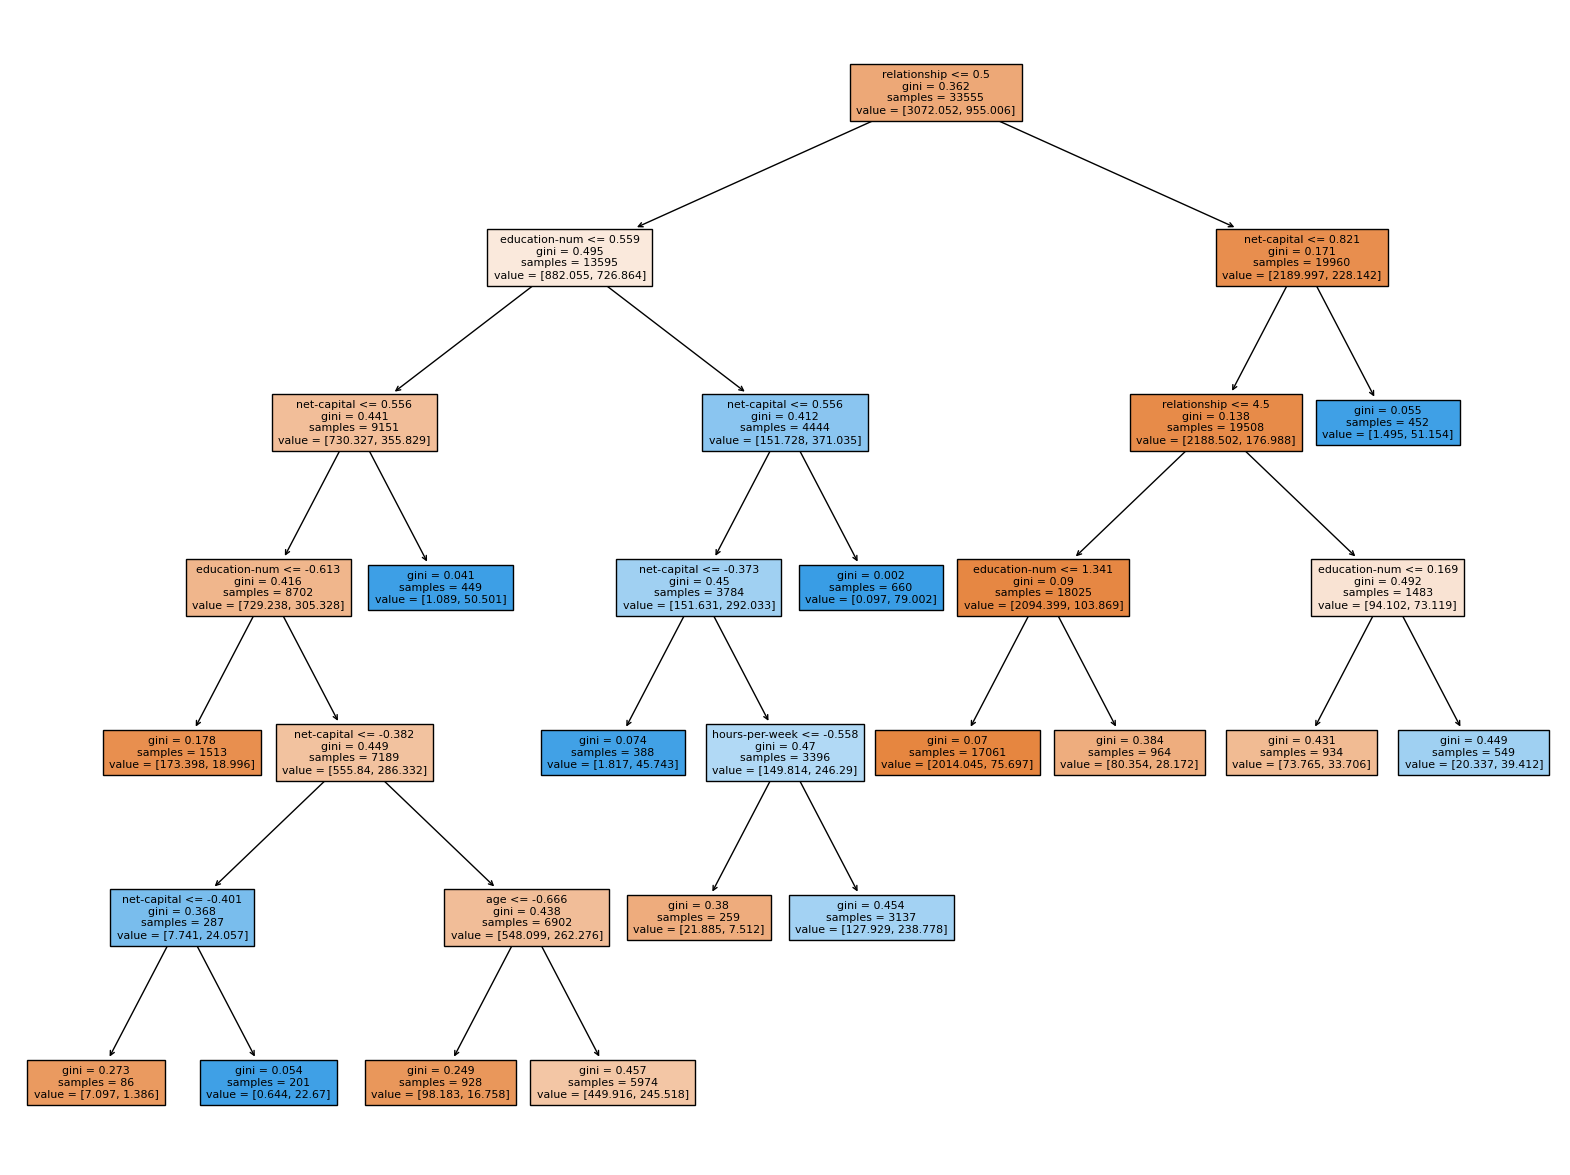 relationship <= 0.5
gini = 0.362
samples = 33555
value = [3072.052, 955.006]
education-num <= 0.559
gini = 0.495
samples = 13595
value = [882.055, 726.864]
net-capital <= 0.821
gini = 0.171
samples = 19960
value = [2189.997, 228.142]
net-capital <= 0.556
gini = 0.441
samples = 9151
value = [730.327, 355.829]
net-capital <= 0.556
gini = 0.412
samples = 4444
value = [151.728, 371.035]
relationship <= 4.5
gini = 0.138
samples = 19508
value = [2188.502, 176.988]
gini = 0.055
samples = 452
value = [1.495, 51.154]
education-num <= -0.613
gini = 0.416
samples = 8702
value = [729.238, 305.328]
gini = 0.041
samples = 449
value = [1.089, 50.501]
net-capital <= -0.373
gini = 0.45
samples = 3784
value = [151.631, 292.033]
gini = 0.002
samples = 660
value = [0.097, 79.002]
education-num <= 1.341
gini = 0.09
samples = 18025
value = [2094.399, 103.869]
education-num <= 0.169
gini = 0.492
samples = 1483
value = [94.102, 73.119]
gini = 0.178
samples = 1513
value = [173.398, 18.996]
net-capital <= -0.382
gini = 0.449
samples = 7189
value = [555.84, 286.332]
gini = 0.074
samples = 388
value = [1.817, 45.743]
hours-per-week <= -0.558
gini = 0.47
samples = 3396
value = [149.814, 246.29]
gini = 0.07
samples = 17061
value = [2014.045, 75.697]
gini = 0.384
samples = 964
value = [80.354, 28.172]
gini = 0.431
samples = 934
value = [73.765, 33.706]
gini = 0.449
samples = 549
value = [20.337, 39.412]
net-capital <= -0.401
gini = 0.368
samples = 287
value = [7.741, 24.057]
age <= -0.666
gini = 0.438
samples = 6902
value = [548.099, 262.276]
gini = 0.38
samples = 259
value = [21.885, 7.512]
gini = 0.454
samples = 3137
value = [127.929, 238.778]
gini = 0.273
samples = 86
value = [7.097, 1.386]
gini = 0.054
samples = 201
value = [0.644, 22.67]
gini = 0.249
samples = 928
value = [98.183, 16.758]
gini = 0.457
samples = 5974
value = [449.916, 245.518]